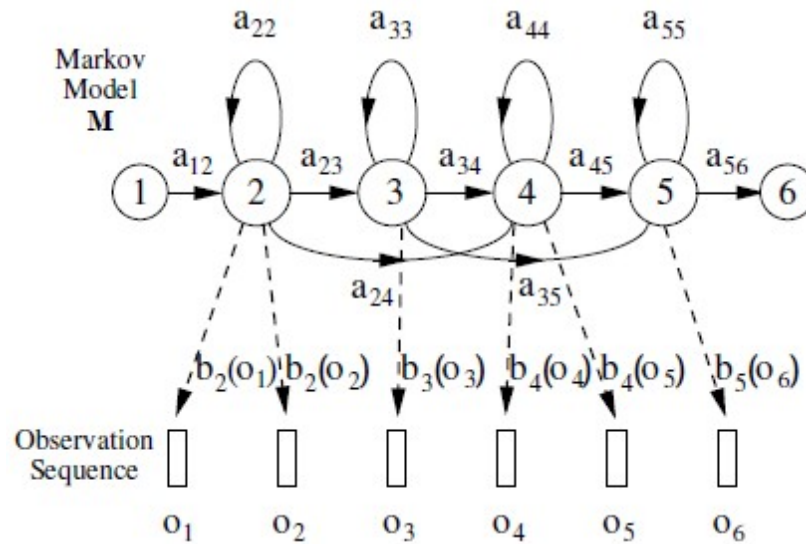 a22 a33 a44 a55
Markov
Model
M
a12 a23 a34 a45 a56
1 2 3 4 5 6
a24 a35
b2(o1) b2(o2) b3(o3) b4(o4) b4(o5) b5(o6)
Observation
Sequence
o1 o2 o3 o4 o5 o6